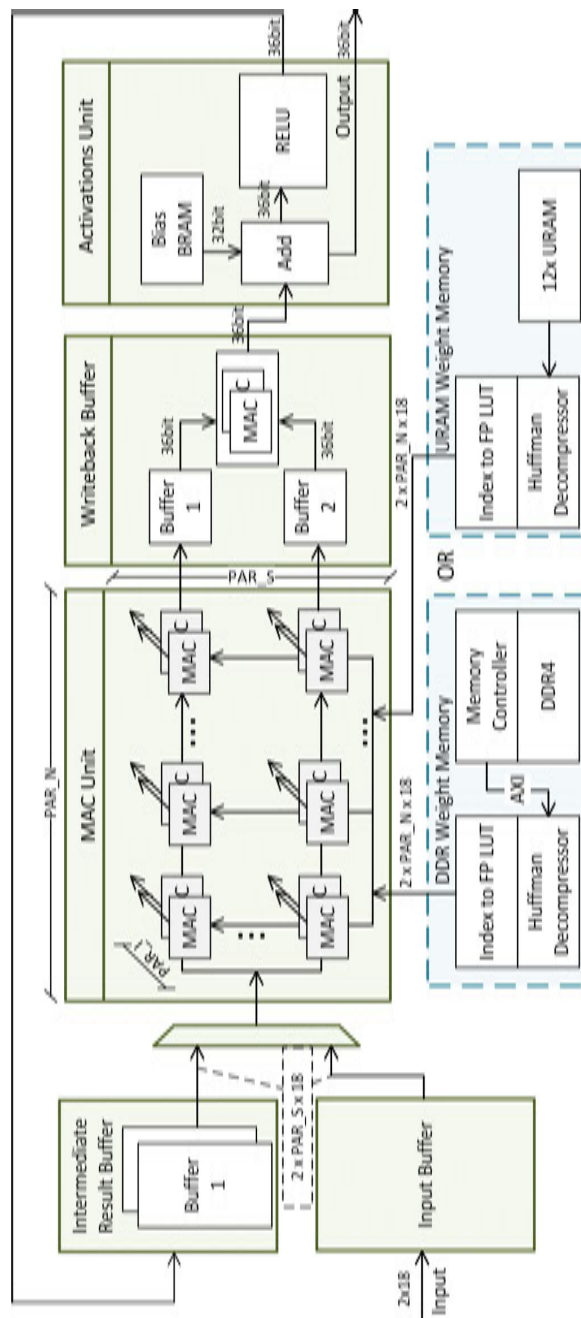 Intermediate
Result Buffer
Buffer
1
Input Buffer
2x18
Input
2 x PAR_S x 18
PAR_N
MAC Unit
PAR_I
MAC
C
MAC
C
MAC
C
...
...
MAC
C
MAC
C
MAC
C
...
PAR_S
Writeback Buffer
Buffer
1
36bit
Buffer
2
36bit
MAC
C
36bit
Activations Unit
Bias
BRAM
32bit
Add
36bit
RELU
36bit
Output
36bit
2 x PAR_N x 18
DDR Weight Memory
Index to FP LUT
Huffman
Decompressor
AXI
Memory
Controller
DDR4
OR
2 x PAR_N x 18
URAM Weight Memory
Index to FP LUT
Huffman
Decompressor
12x URAM